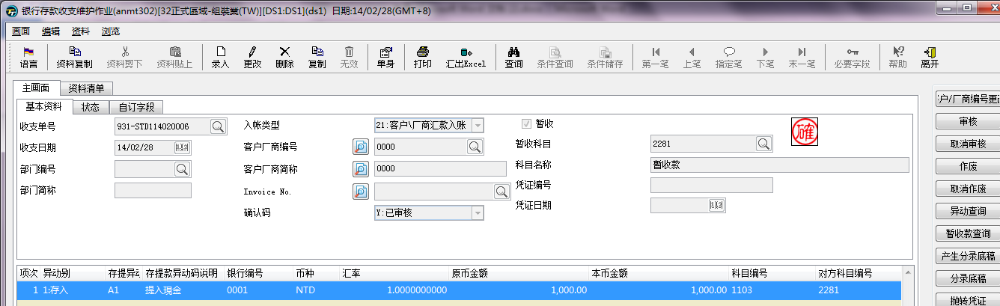 银行存款收支维护作业(anmt302)[32正式區域-組裝業(TW)][DS1:DS1](ds1) 日期:14/02/28(GMT+8)
画面 编辑 资料 浏览
语言 资料复制 资料剪下 资料贴上 录入 更改 删除 复制 无效 单身 打印 汇出Excel 查询 条件查询 条件储存 第一笔 上笔 指定笔 下笔 末一笔 必要字段 帮助 离开
主画面 资料清单
基本资料 状态 自订字段
收支单号 931-STD114020006 入帐类型 21:客户\厂商汇款入账 暂收
收支日期 14/02/28 客户厂商编号 0000 暂收科目 2281
部门编号 客户厂商简称 0000 科目名称 暫收款
部门简称 Invoice No. 凭证编号
确认码 Y:已审核 凭证日期
確
户/厂商编号更
审核
取消审核
作废
取消作废
异动查询
暂收款查询
产生分录底稿
分录底稿
抛转凭证
项次 异动别 存提异动 存提款异动码说明 银行编号 币种 汇率 原币金额 本币金额 科目编号 对方科目编号
1 1:存入 A1 提入现金 0001 NTD 1.0000000000 1,000.00 1,000.00 1103 2281